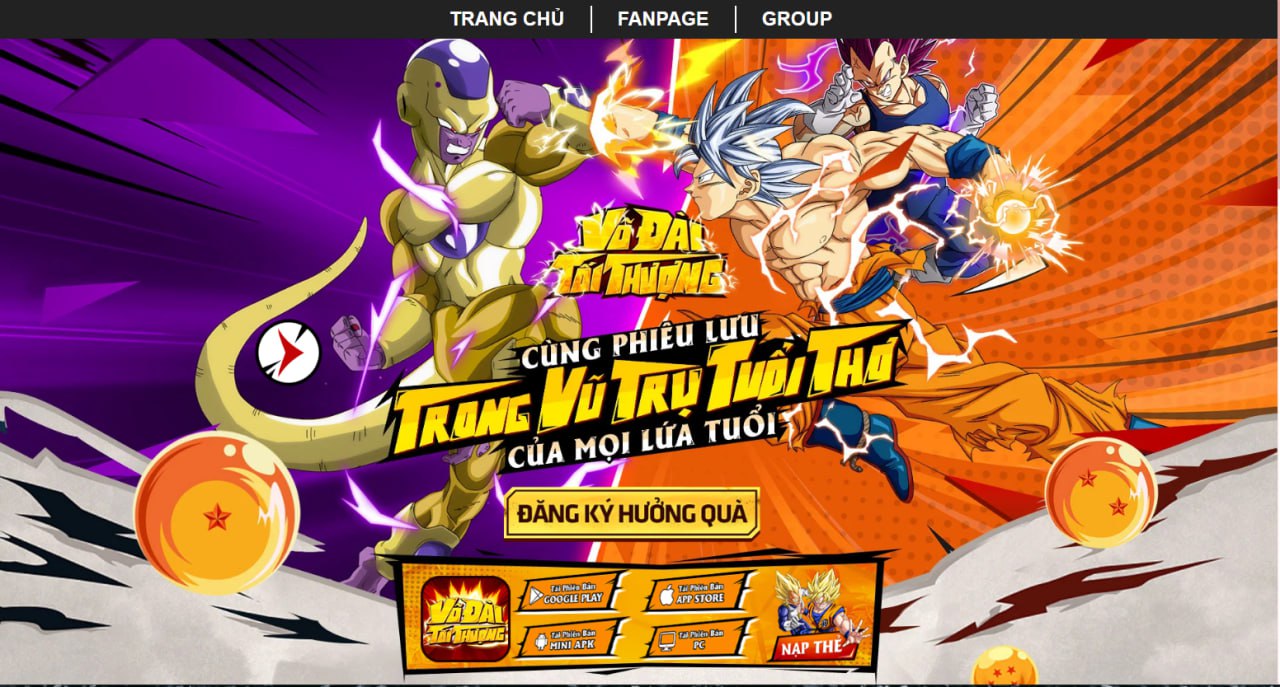 TRANG CHỦ
FANPAGE
GROUP
VÕ ĐÀI
TỐI THƯỢNG
CÙNG PHIÊU LƯU
TRONG VŨ TRỤ TUỔI THƠ
CỦA MỌI LỨA TUỔI
ĐĂNG KÝ HƯỞNG QUÀ
VÕ ĐÀI
TỐI THƯỢNG
Tải Phiên Bản
GOOGLE PLAY
Tải Phiên Bản
APP STORE
Tải Phiên Bản
MINI APK
Tải Phiên Bản
PC
NẠP THẺ